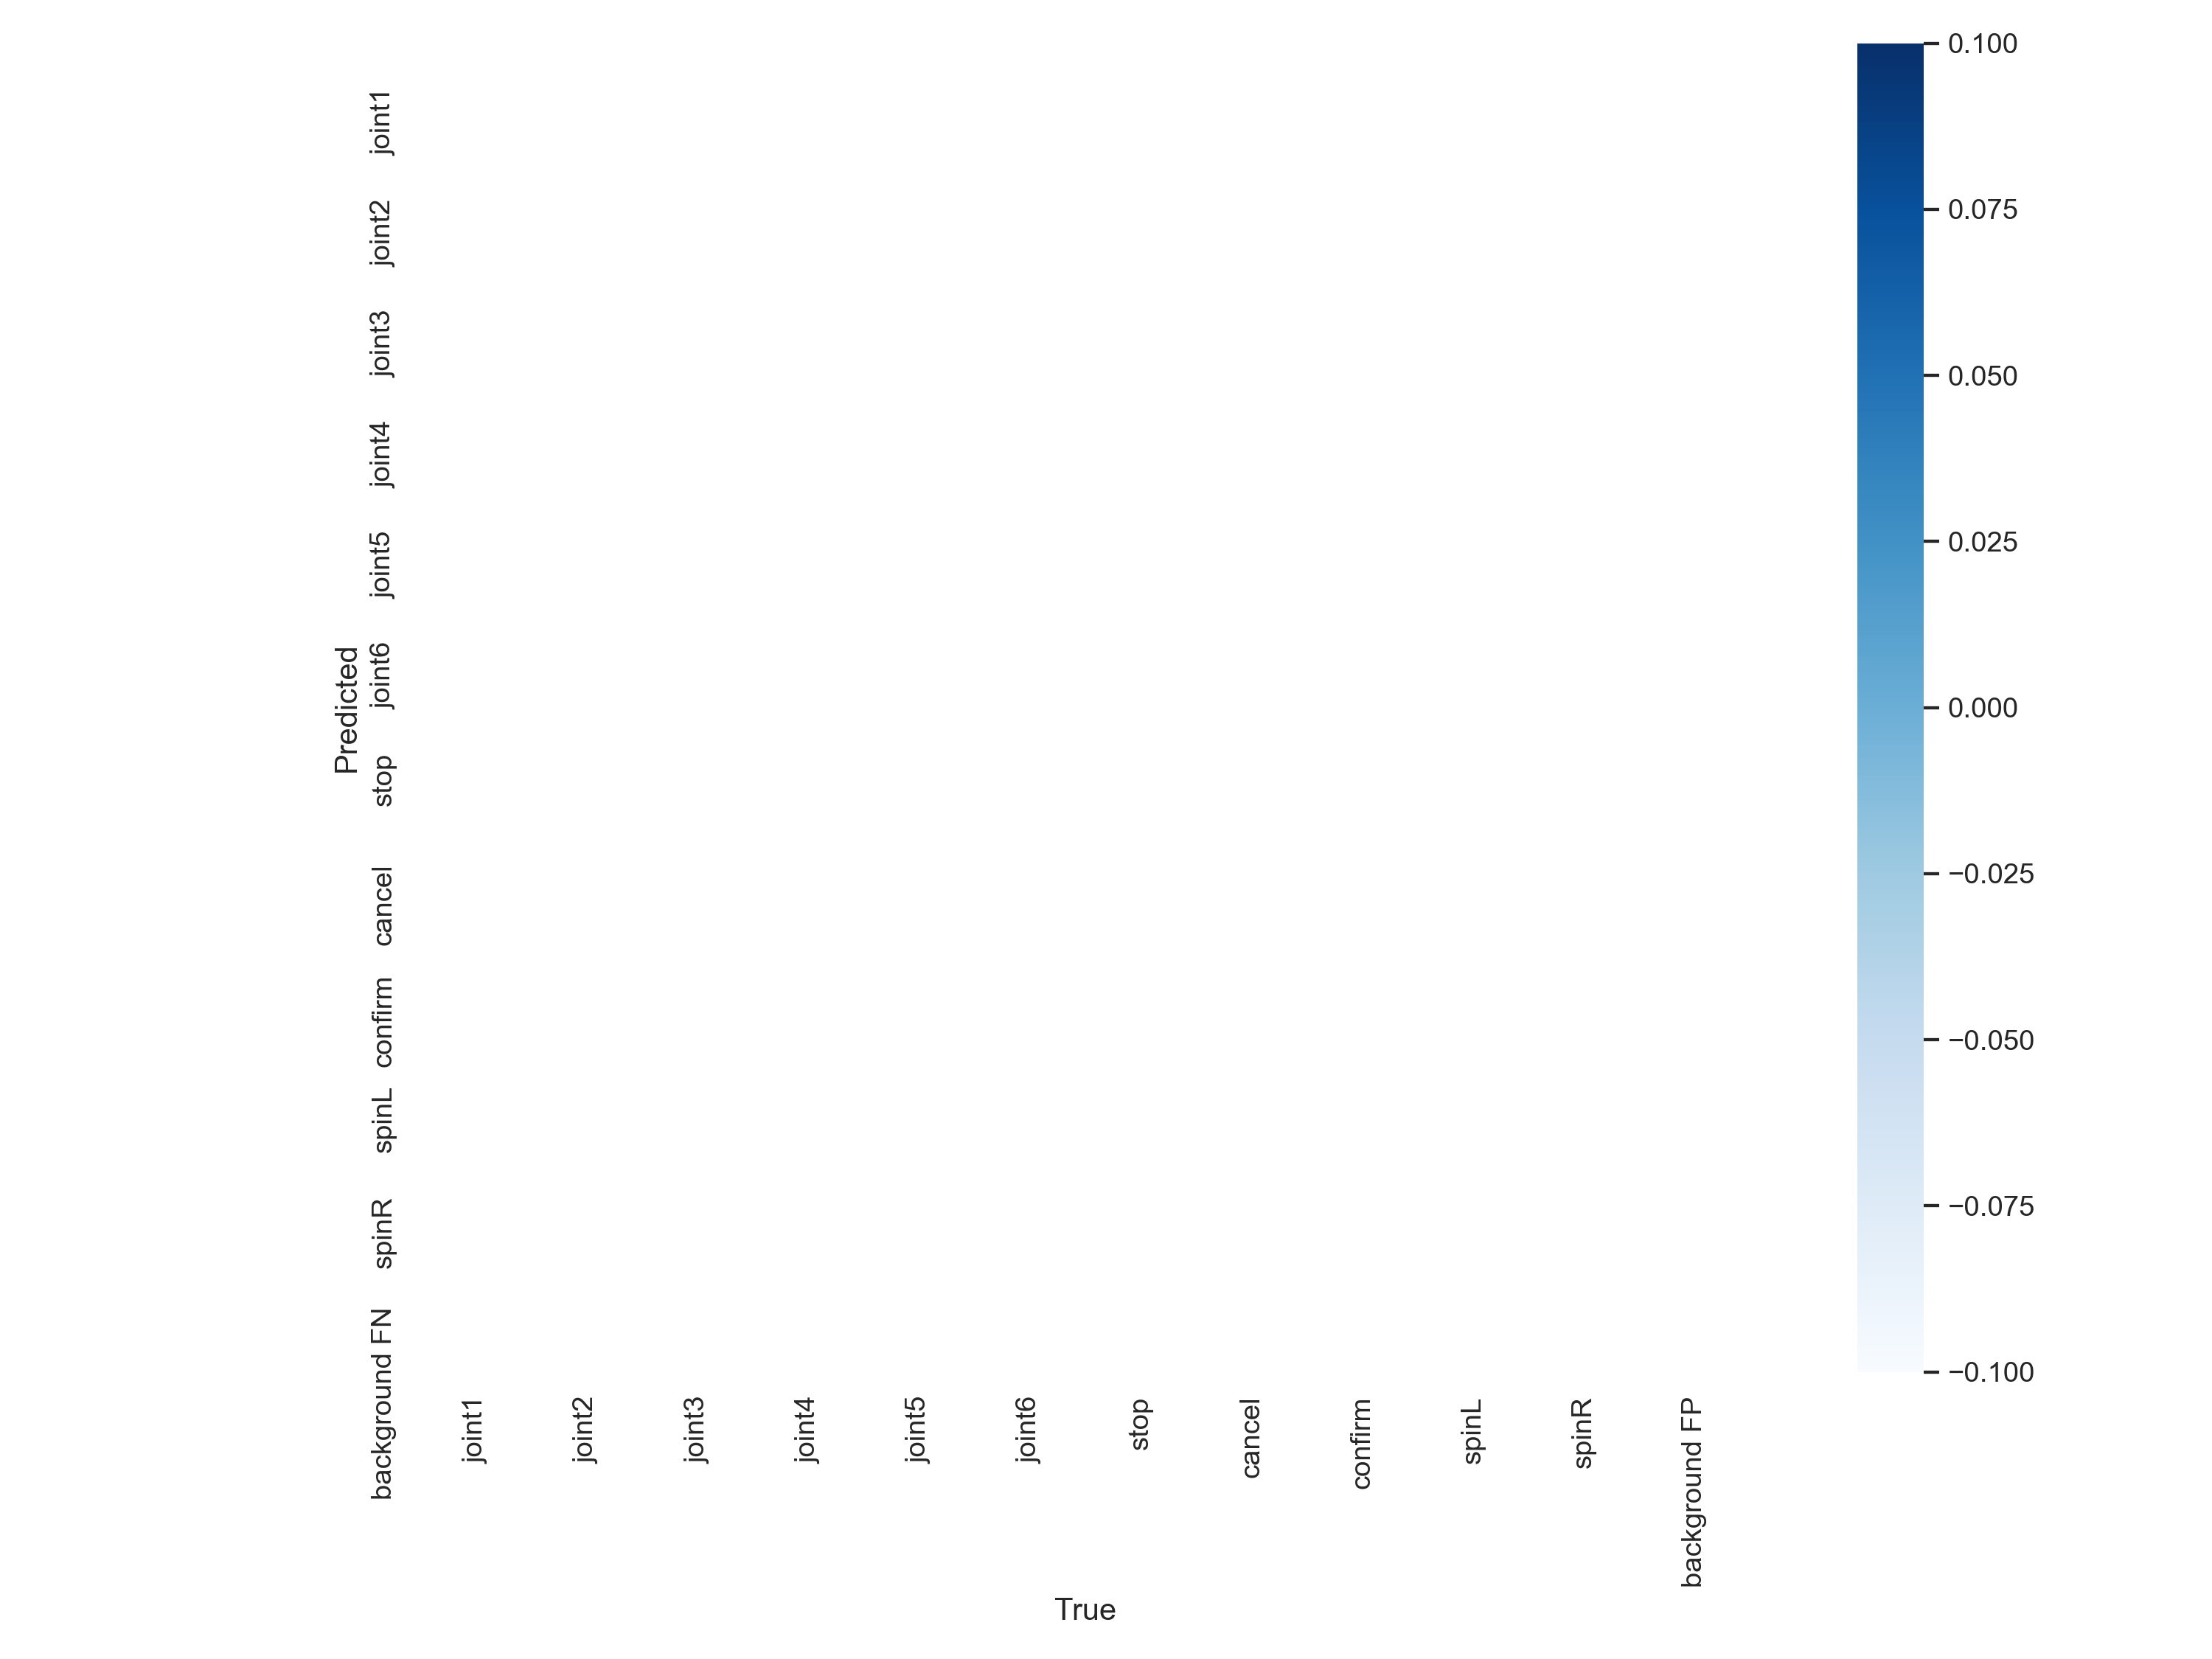 Predicted
joint1
joint2
joint3
joint4
joint5
joint6
stop
cancel
confirm
spinL
spinR
background FN
joint1
joint2
joint3
joint4
joint5
joint6
stop
cancel
confirm
spinL
spinR
background FP
True
0.100
0.075
0.050
0.025
0.000
−0.025
−0.050
−0.075
−0.100